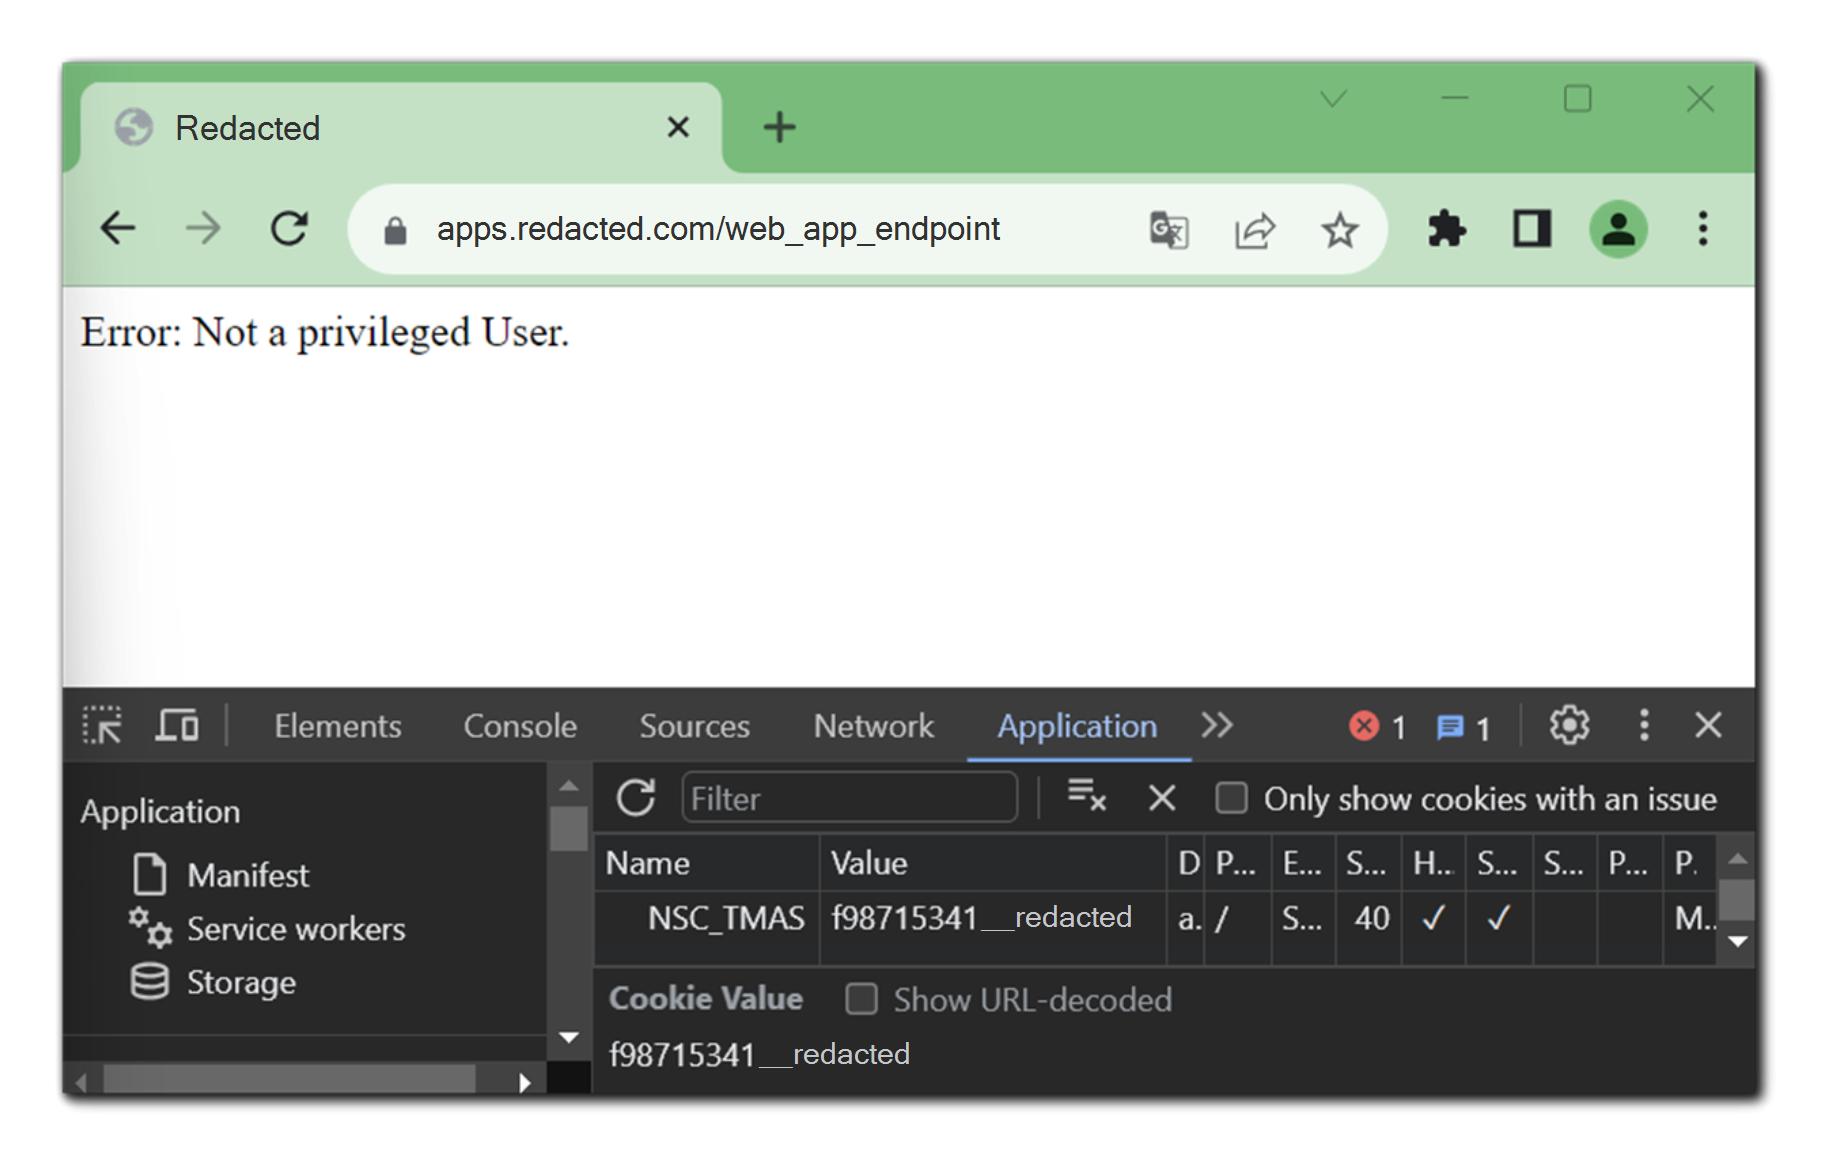 Redacted
apps.redacted.com/web_app_endpoint
Error: Not a privileged User.
Elements Console Sources Network Application 1 1
Application
Manifest
Service workers
Storage
Filter Only show cookies with an issue
Name Value D P... E... S... H... S... S... P... P.
NSC_TMAS f98715341__redacted a. / S... 40 ✓ ✓ M..
Cookie Value Show URL-decoded
f98715341__redacted